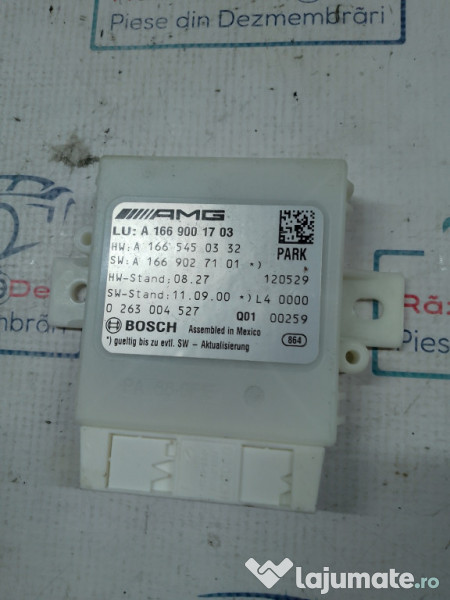 Piese din Dezmembrări
AMG
LU: A 166 900 17 03
HW: A 166 545 03 32
PARK
SW: A 166 902 71 01 *)
HW-Stand: 08.27
120529
SW-Stand: 11.09.00 *) L4 0000
0 263 004 527
Q01 00259
BOSCH
Assembled in Mexico
864
*) gueltig bis zu evtl. SW - Aktualisierung
lajumate.ro